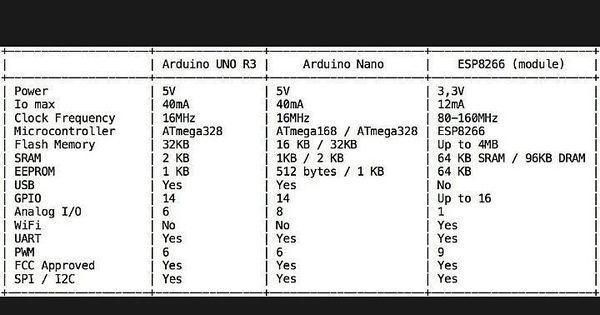 | | Arduino UNO R3 | Arduino Nano | ESP8266 (module) |
| Power | 5V | 5V | 3,3V |
| Io max | 40mA | 40mA | 12mA |
| Clock Frequency | 16MHz | 16MHz | 80-160MHz |
| Microcontroller | ATmega328 | ATmega168 / ATmega328 | ESP8266 |
| Flash Memory | 32KB | 16 KB / 32KB | Up to 4MB |
| SRAM | 2 KB | 1KB / 2 KB | 64 KB SRAM / 96KB DRAM |
| EEPROM | 1 KB | 512 bytes / 1 KB | 64 KB |
| USB | Yes | Yes | No |
| GPIO | 14 | 14 | Up to 16 |
| Analog I/O | 6 | 8 | 1 |
| WiFi | No | No | Yes |
| UART | Yes | Yes | Yes |
| PWM | 6 | 6 | 9 |
| FCC Approved | Yes | Yes | Yes |
| SPI / I2C | Yes | Yes | Yes |